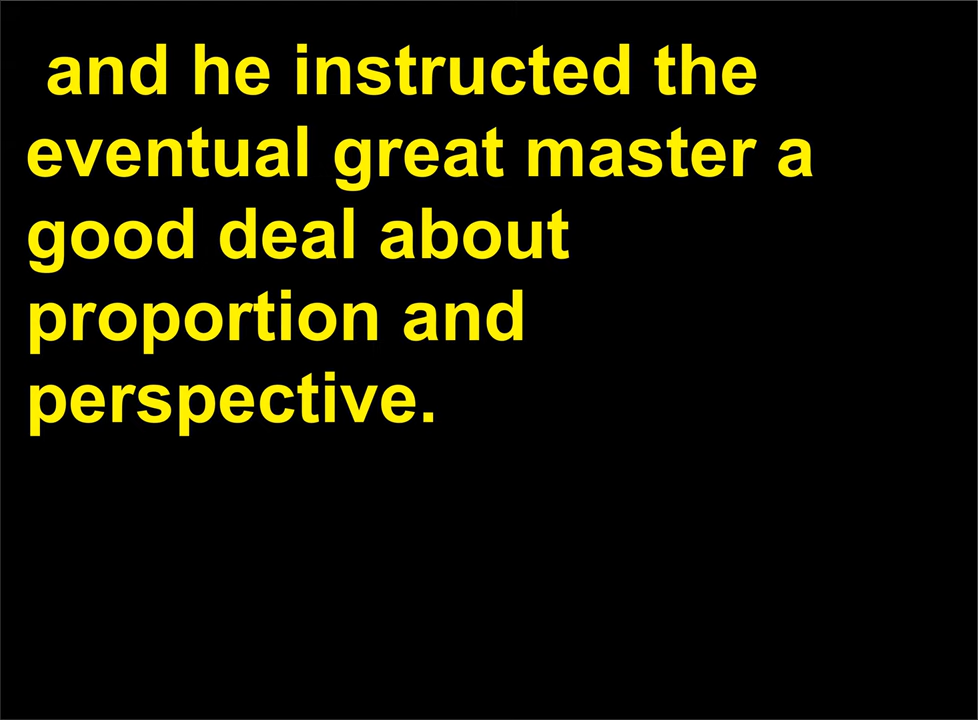 and he instructed the
eventual great master a
good deal about
proportion and
perspective.